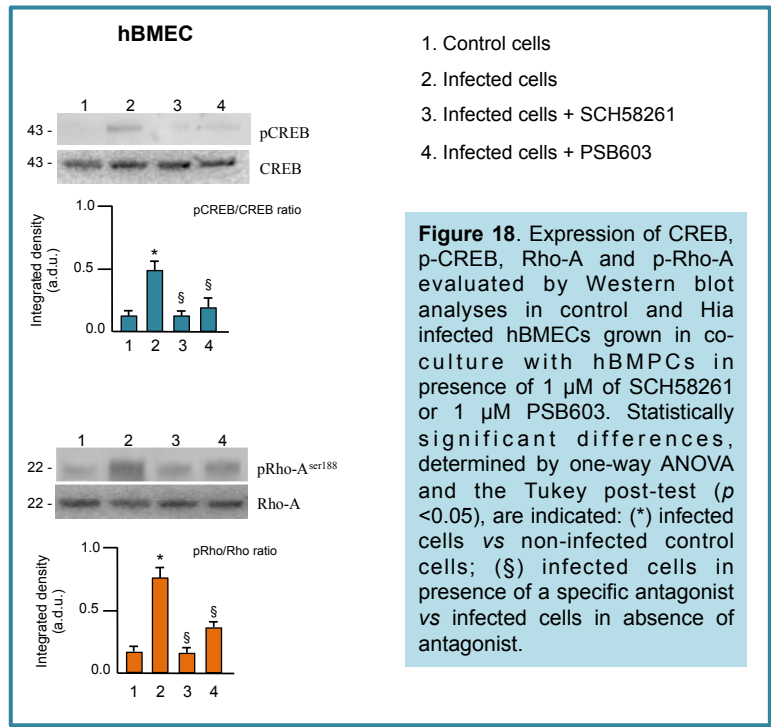 hBMEC
1 2 3 4
43 -
pCREB
43 -
CREB
pCREB/CREB ratio
Integrated density
(a.d.u.)
1.0
0.5
0.0
*
§
§
1 2 3 4
1 2 3 4
22 -
pRho-A^ser188
22 -
Rho-A
pRho/Rho ratio
Integrated density
(a.d.u.)
1.0
0.5
0.0
*
§
§
1 2 3 4
1. Control cells
2. Infected cells
3. Infected cells + SCH58261
4. Infected cells + PSB603
Figure 18. Expression of CREB,
p-CREB, Rho-A and p-Rho-A
evaluated by Western blot
analyses in control and Hia
infected hBMECs grown in co-
culture with hBMPCs in
presence of 1 µM of SCH58261
or 1 µM PSB603. Statistically
significant differences,
determined by one-way ANOVA
and the Tukey post-test (p
<0.05), are indicated: (*) infected
cells vs non-infected control
cells; (§) infected cells in
presence of a specific antagonist
vs infected cells in absence of
antagonist.